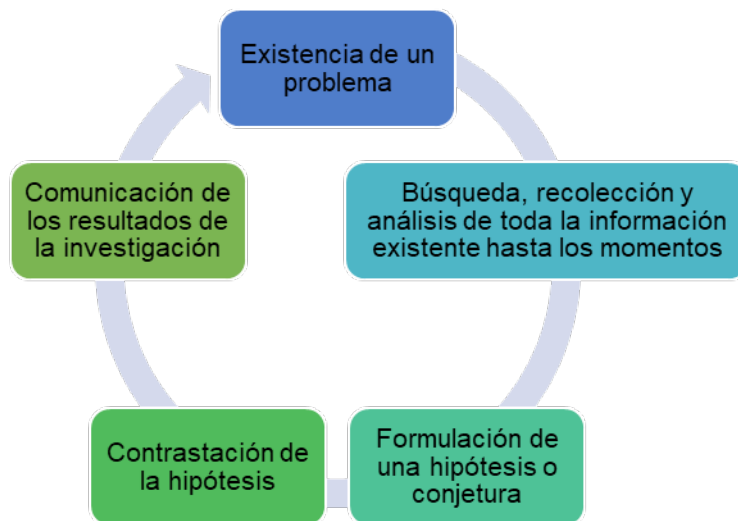 Existencia de un
problema
Búsqueda, recolección y
análisis de toda la información
existente hasta los momentos
Formulación de
una hipótesis o
conjetura
Contrastación de
la hipótesis
Comunicación de
los resultados de
la investigación